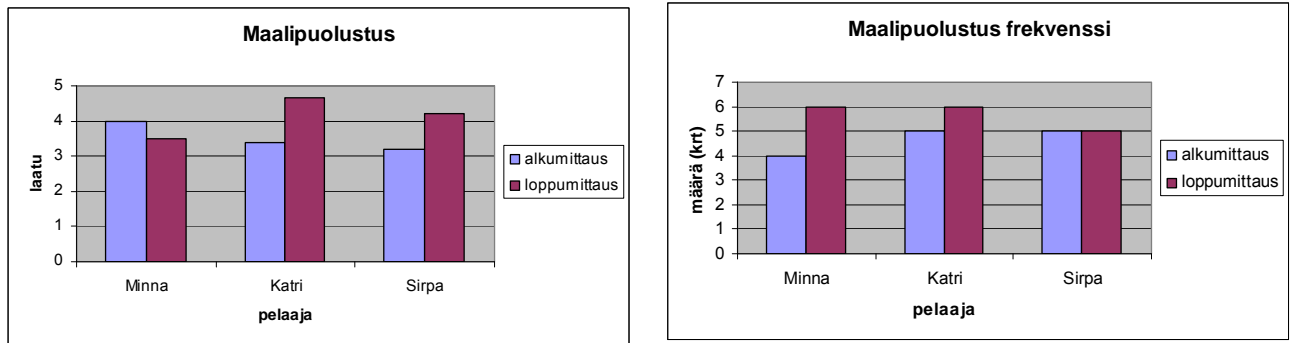 Maalipuolustus
laatu
5
4
3
2
1
0
Minna Katri Sirpa
pelaaja
alkumittaus
loppumittaus
Maalipuolustus frekvenssi
määrä (krt)
7
6
5
4
3
2
1
0
Minna Katri Sirpa
pelaaja
alkumittaus
loppumittaus